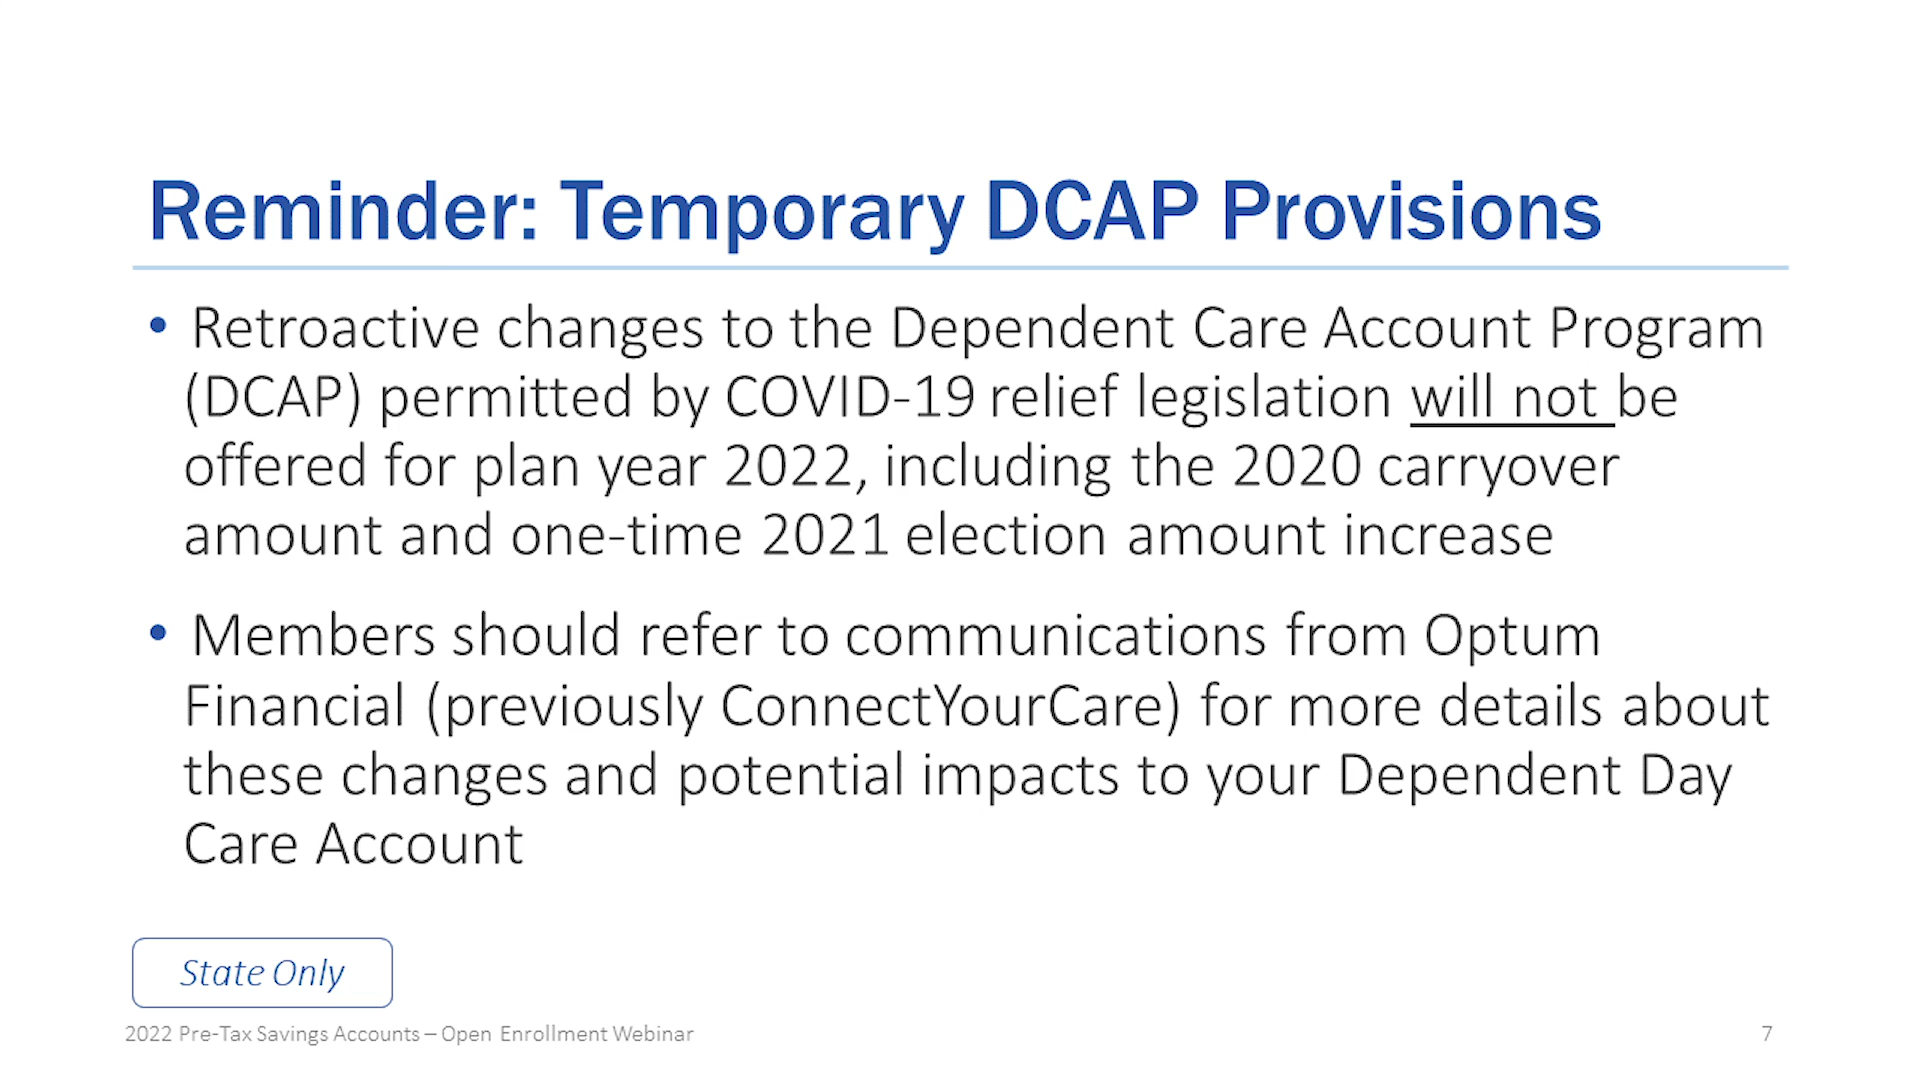 Reminder: Temporary DCAP Provisions
• Retroactive changes to the Dependent Care Account Program
(DCAP) permitted by COVID-19 relief legislation will not be
offered for plan year 2022, including the 2020 carryover
amount and one-time 2021 election amount increase
• Members should refer to communications from Optum
Financial (previously ConnectYourCare) for more details about
these changes and potential impacts to your Dependent Day
Care Account
State Only
2022 Pre-Tax Savings Accounts – Open Enrollment Webinar
7